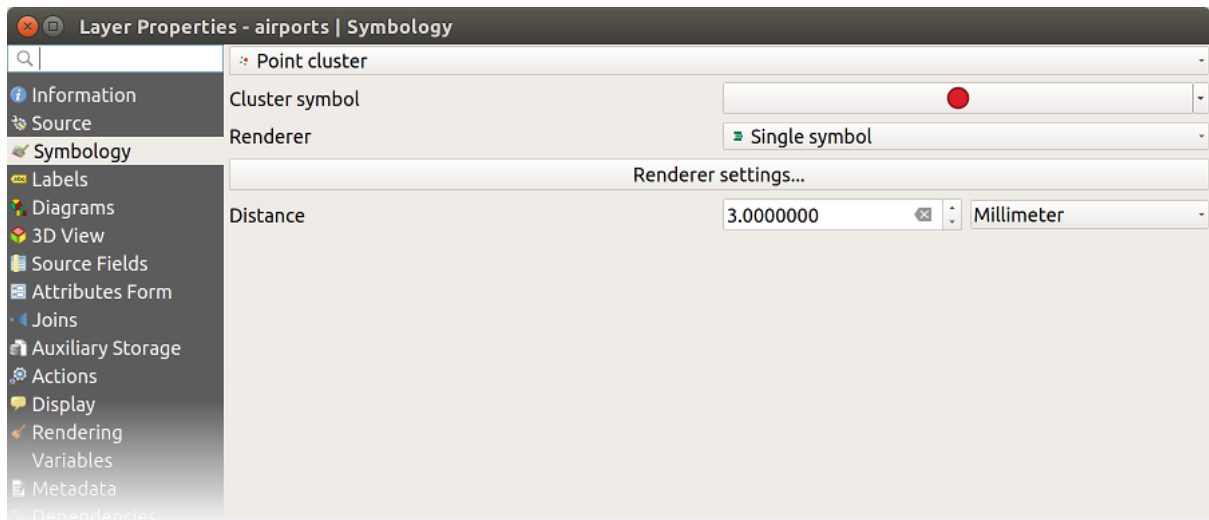 Layer Properties - airports | Symbology
Point cluster
Information
Cluster symbol
Source
Renderer
Single symbol
Symbology
Renderer settings...
Labels
Diagrams
Distance
3.0000000
Millimeter
3D View
Source Fields
Attributes Form
Joins
Auxiliary Storage
Actions
Display
Rendering
Variables
Metadata
Dependencies